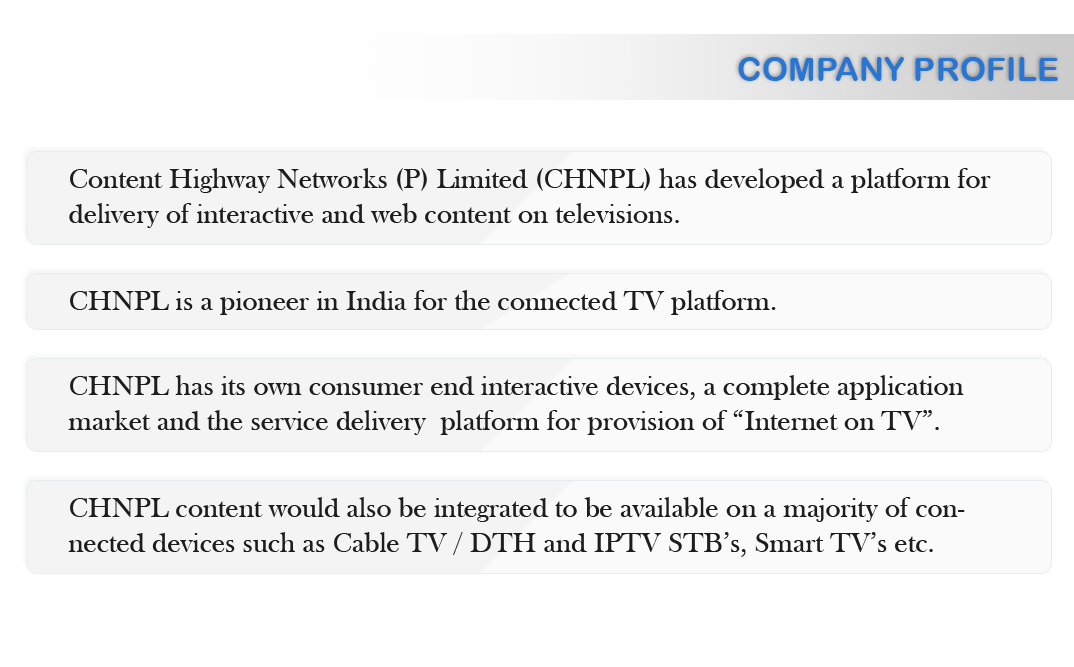 COMPANY PROFILE
Content Highway Networks (P) Limited (CHNPL) has developed a platform for
delivery of interactive and web content on televisions.
CHNPL is a pioneer in India for the connected TV platform.
CHNPL has its own consumer end interactive devices, a complete application
market and the service delivery  platform for provision of “Internet on TV”.
CHNPL content would also be integrated to be available on a majority of con-
nected devices such as Cable TV / DTH and IPTV STB’s, Smart TV’s etc.